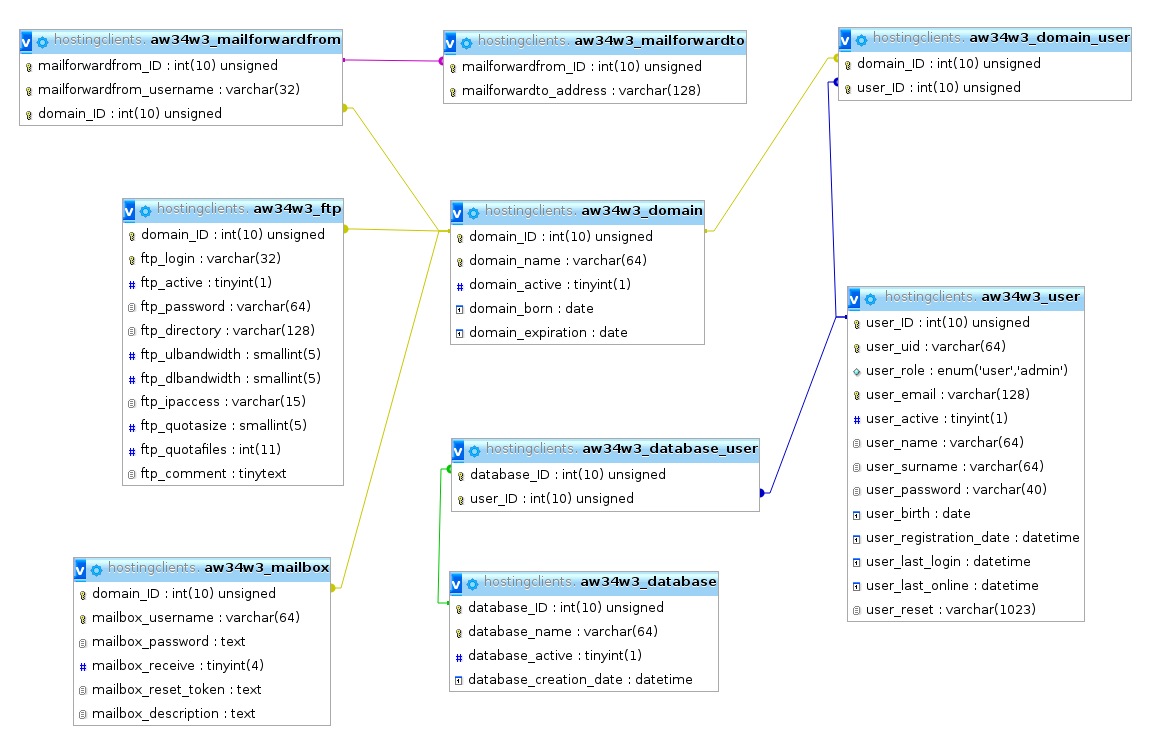 v hostingclients. aw34w3_mailforwardfrom
mailforwardfrom_ID : int(10) unsigned
mailforwardfrom_username : varchar(32)
domain_ID : int(10) unsigned
v hostingclients. aw34w3_mailforwardto
mailforwardfrom_ID : int(10) unsigned
mailforwardto_address : varchar(128)
v hostingclients. aw34w3_domain_user
domain_ID : int(10) unsigned
user_ID : int(10) unsigned
v hostingclients. aw34w3_ftp
domain_ID : int(10) unsigned
ftp_login : varchar(32)
# ftp_active : tinyint(1)
ftp_password : varchar(64)
ftp_directory : varchar(128)
# ftp_ulbandwidth : smallint(5)
# ftp_dlbandwidth : smallint(5)
ftp_ipaccess : varchar(15)
# ftp_quotasize : smallint(5)
# ftp_quotafiles : int(11)
ftp_comment : tinytext
v hostingclients. aw34w3_domain
domain_ID : int(10) unsigned
domain_name : varchar(64)
# domain_active : tinyint(1)
domain_born : date
domain_expiration : date
v hostingclients. aw34w3_user
user_ID : int(10) unsigned
user_uid : varchar(64)
user_role : enum('user','admin')
user_email : varchar(128)
# user_active : tinyint(1)
user_name : varchar(64)
user_surname : varchar(64)
user_password : varchar(40)
user_birth : date
user_registration_date : datetime
user_last_login : datetime
user_last_online : datetime
user_reset : varchar(1023)
v hostingclients. aw34w3_database_user
database_ID : int(10) unsigned
user_ID : int(10) unsigned
v hostingclients. aw34w3_mailbox
domain_ID : int(10) unsigned
mailbox_username : varchar(64)
mailbox_password : text
# mailbox_receive : tinyint(4)
mailbox_reset_token : text
mailbox_description : text
v hostingclients. aw34w3_database
database_ID : int(10) unsigned
database_name : varchar(64)
# database_active : tinyint(1)
database_creation_date : datetime